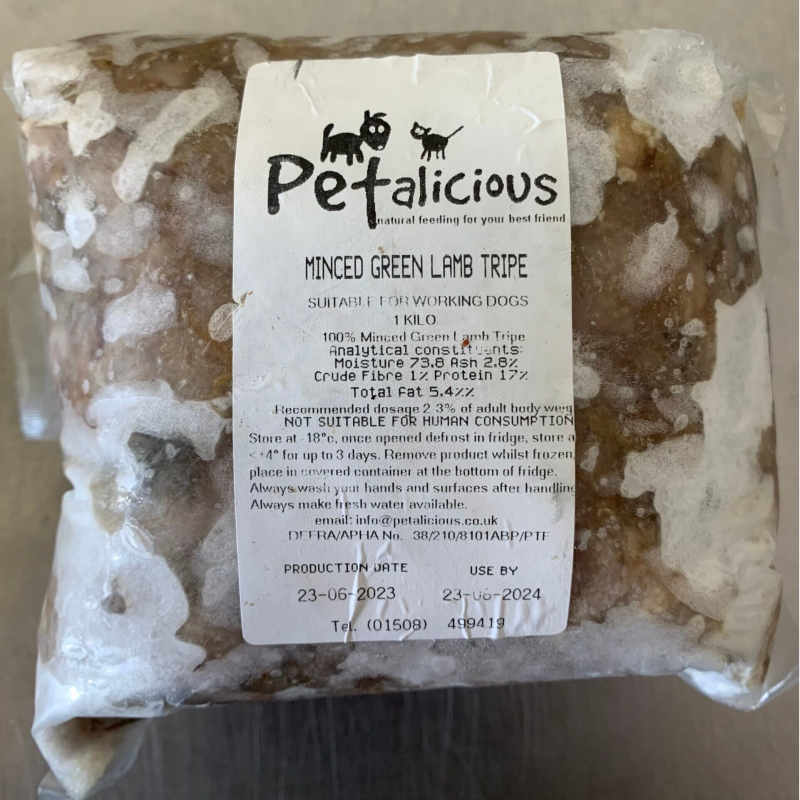 Petalicious
natural feeding for your best friend
MINCED GREEN LAMB TRIPE
SUITABLE FOR WORKING DOGS
1 KILO
100% Minced Green Lamb Tripe
Analytical constituents:
Moisture 73.8 Ash 2.8%
Crude Fibre 1% Protein 17%
Total Fat 5.4%%
Recommended dosage 2-3% of adult body weig
NOT SUITABLE FOR HUMAN CONSUMPTION
Store at -18°c, once opened defrost in fridge, store a
<+4° for up to 3 days. Remove product whilst frozen,
place in covered container at the bottom of fridge.
Always wash your hands and surfaces after handling
Always make fresh water available.
email: info@petalicious.co.uk
DEFRA/APHA No. 38/210/8101ABP/PTF
PRODUCTION DATE USE BY
23-06-2023 23-06-2024
Tel. (01508) 499419